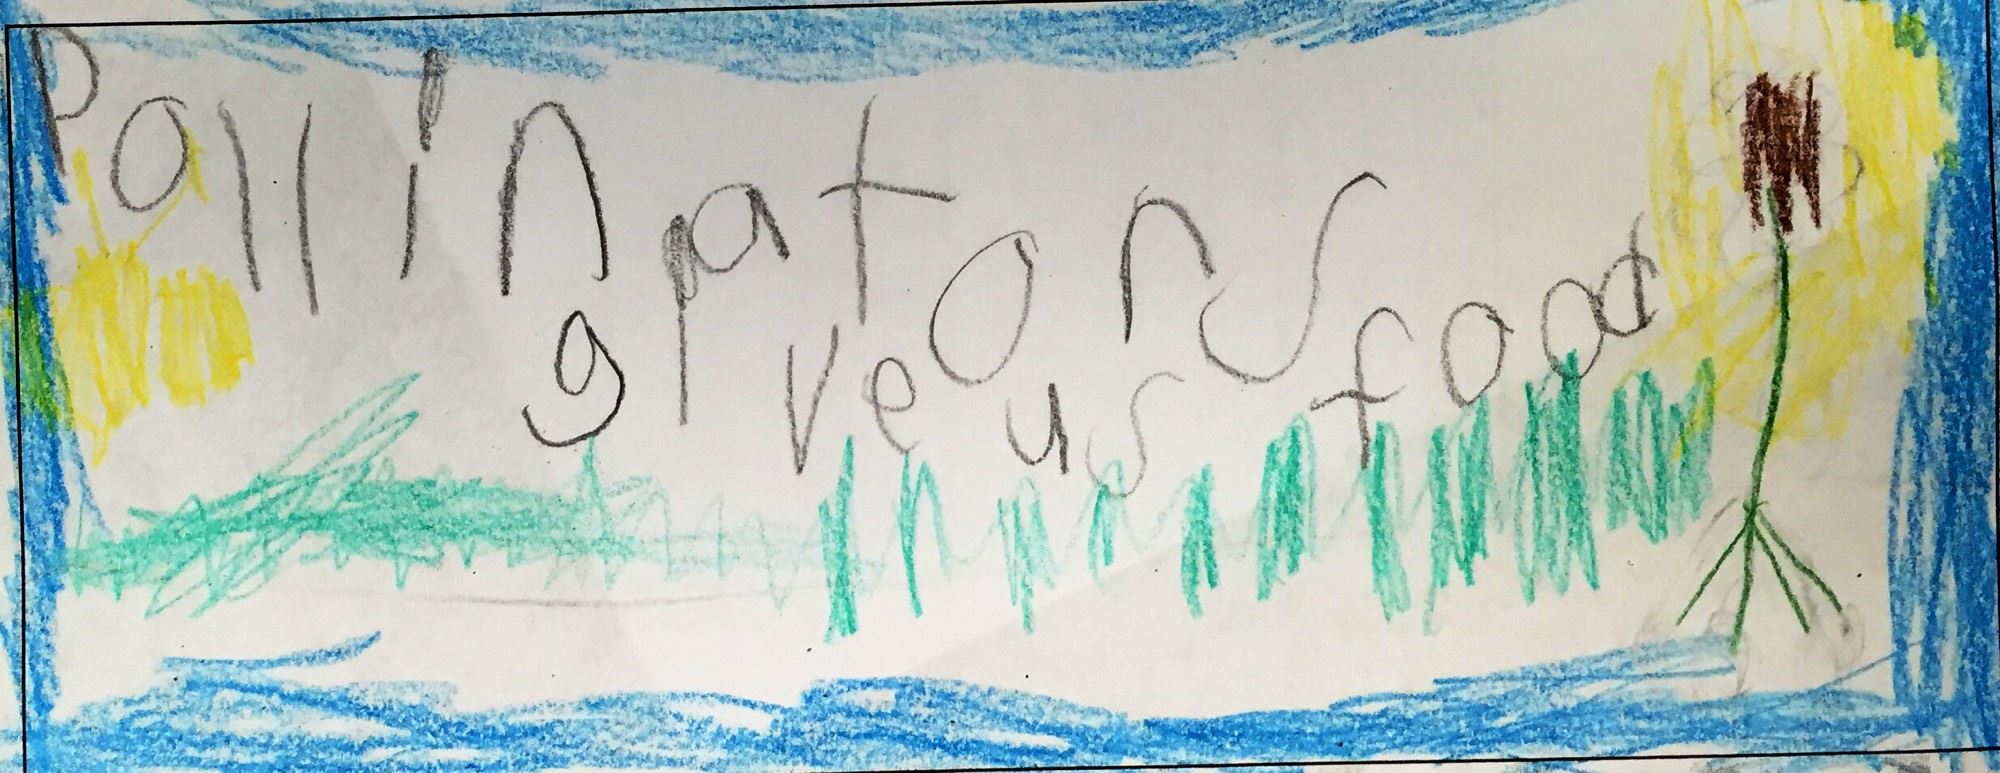 Pollinators
give us food